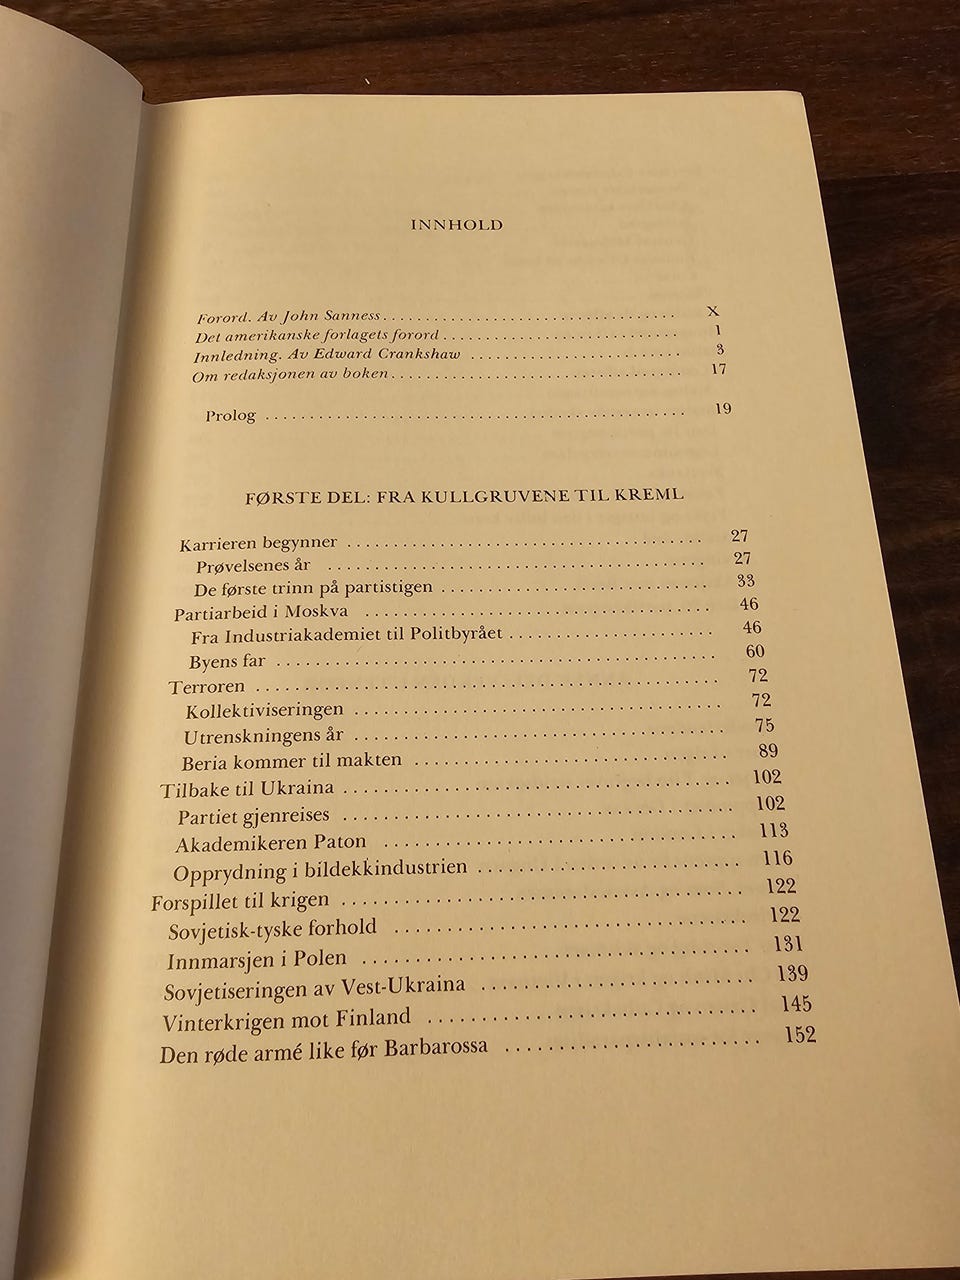 INNHOLD
Forord. Av John Sanness . . . . . . . . . . . . . . . . . . . . . . . . . . . . . . . . . . . X
Det amerikanske forlagets forord . . . . . . . . . . . . . . . . . . . . . . . . . . . . 1
Innledning. Av Edward Crankshaw . . . . . . . . . . . . . . . . . . . . . . . . . 3
Om redaksjonen av boken . . . . . . . . . . . . . . . . . . . . . . . . . . . . . . . . . . 17
Prolog . . . . . . . . . . . . . . . . . . . . . . . . . . . . . . . . . . . . . . . . . . . . . . . 19
FØRSTE DEL: FRA KULLGRUVENE TIL KREML
Karrieren begynner . . . . . . . . . . . . . . . . . . . . . . . . . . . . . . . . . . . . . . . 27
Prøvelsenes år . . . . . . . . . . . . . . . . . . . . . . . . . . . . . . . . . . . . . . . . . 27
De første trinn på partistigen . . . . . . . . . . . . . . . . . . . . . . . . . . . . . 33
Partiarbeid i Moskva . . . . . . . . . . . . . . . . . . . . . . . . . . . . . . . . . . . . . 46
Fra Industriakademiet til Politbyrået . . . . . . . . . . . . . . . . . . . . . . 46
Byens far . . . . . . . . . . . . . . . . . . . . . . . . . . . . . . . . . . . . . . . . . . . . . . 60
Terroren . . . . . . . . . . . . . . . . . . . . . . . . . . . . . . . . . . . . . . . . . . . . . . . . 72
Kollektiviseringen . . . . . . . . . . . . . . . . . . . . . . . . . . . . . . . . . . . . . . 72
Utrenskningens år . . . . . . . . . . . . . . . . . . . . . . . . . . . . . . . . . . . . . . 75
Beria kommer til makten . . . . . . . . . . . . . . . . . . . . . . . . . . . . . . . . 89
Tilbake til Ukraina . . . . . . . . . . . . . . . . . . . . . . . . . . . . . . . . . . . . . . . 102
Partiet gjenreises . . . . . . . . . . . . . . . . . . . . . . . . . . . . . . . . . . . . . . . 102
Akademikeren Paton . . . . . . . . . . . . . . . . . . . . . . . . . . . . . . . . . . . 113
Opprydning i bildekkindustrien . . . . . . . . . . . . . . . . . . . . . . . . . . 116
Forspillet til krigen . . . . . . . . . . . . . . . . . . . . . . . . . . . . . . . . . . . . . . . 122
Sovjetisk-tyske forhold . . . . . . . . . . . . . . . . . . . . . . . . . . . . . . . . . . 122
Innmarsjen i Polen . . . . . . . . . . . . . . . . . . . . . . . . . . . . . . . . . . . . . 131
Sovjetiseringen av Vest-Ukraina . . . . . . . . . . . . . . . . . . . . . . . . . . 139
Vinterkrigen mot Finland . . . . . . . . . . . . . . . . . . . . . . . . . . . . . . . 145
Den røde armé like før Barbarossa . . . . . . . . . . . . . . . . . . . . . . . . 152